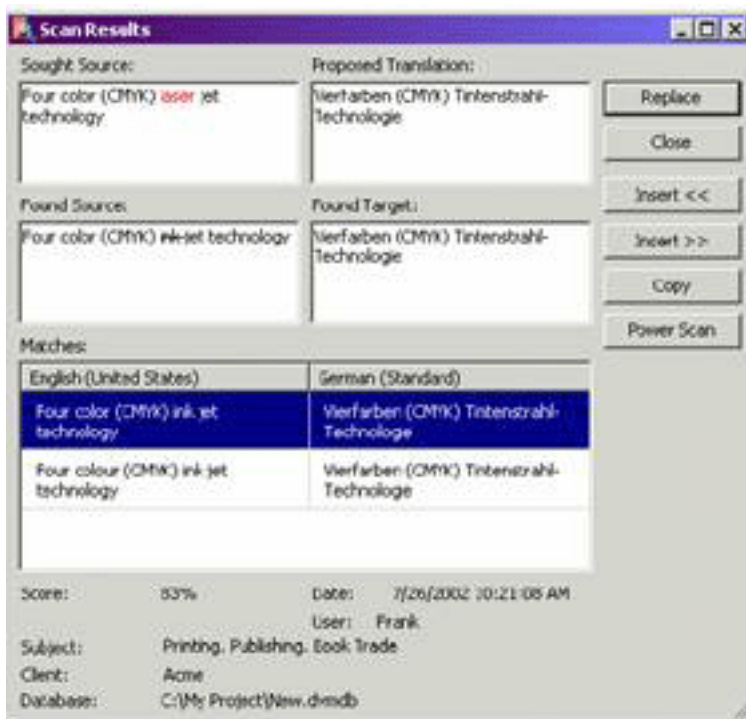 Scan Results
Sought Source:
Proposed Translation:
Four color (CMYK) laser jet
technology
Vierfarben (CMYK) Tintenstrahl-
Technologie
Replace
Close
Insert <<
Insert >>
Copy
Power Scan
Found Source:
Found Target:
Four color (CMYK) ink jet technology
Vierfarben (CMYK) Tintenstrahl-
Technologie
Matches:
English (United States)
German (Standard)
Four color (CMYK) ink jet
technology
Vierfarben (CMYK) Tintenstrahl-
Technologie
Four colour (CMYK) ink jet
technology
Vierfarben (CMYK) Tintenstrahl-
Technologie
Score: 83%
Date: 7/26/2002 10:21:08 AM
User: Frank
Subject: Printing, Publishing, Book Trade
Client: Acme
Database: C:\My Project\New.dvmdb